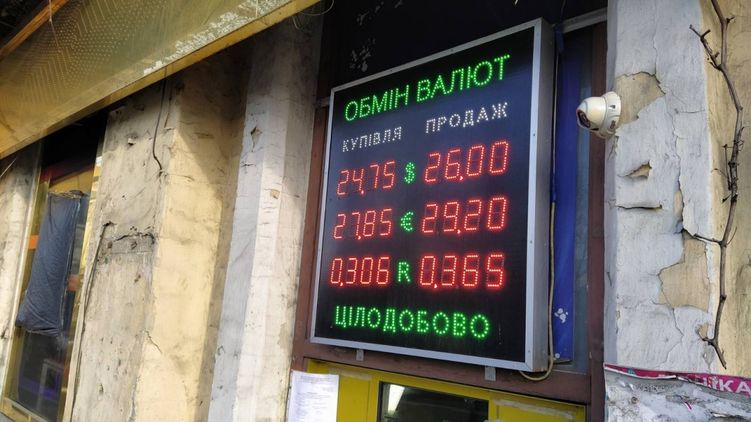 ОБМІН ВАЛЮТ
КУПІВЛЯ ПРОДАЖ
24.75 $ 26.00
27.85 € 29.20
0.306 R 0.365
ЦІЛОДОБОВО